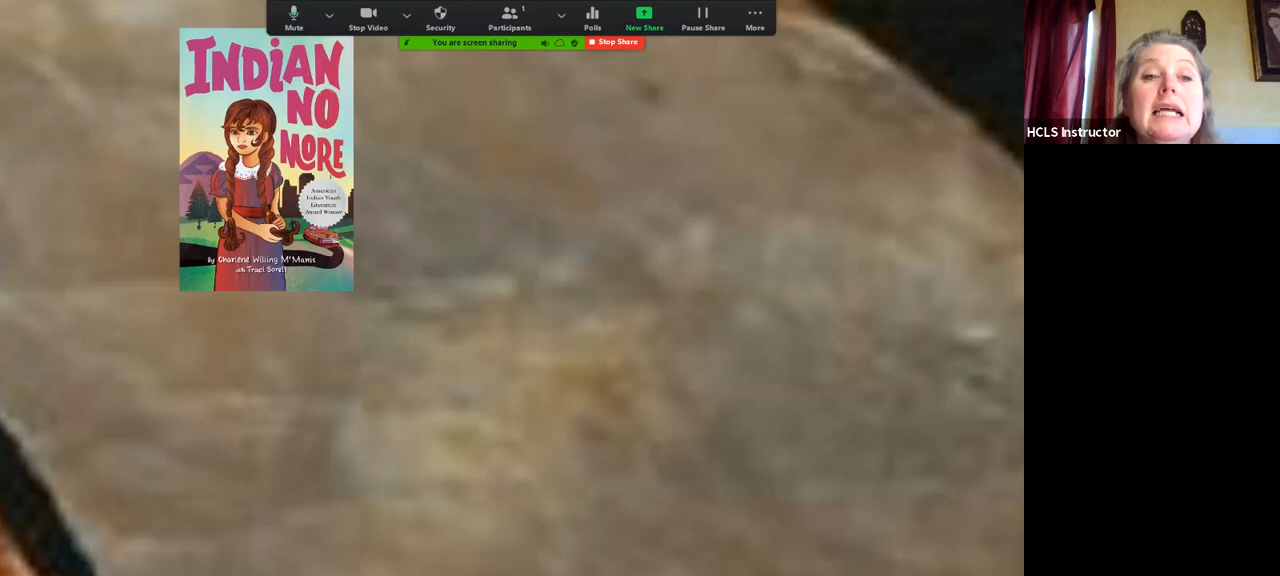 Mute
Stop Video
Security
Participants
1
Polls
New Share
Pause Share
More
You are screen sharing
Stop Share
INDiAN
NO
MORE
American
Indian Youth
Literature
Award Winner
By Charlene Willing McManis
with Traci Sorell
HCLS Instructor